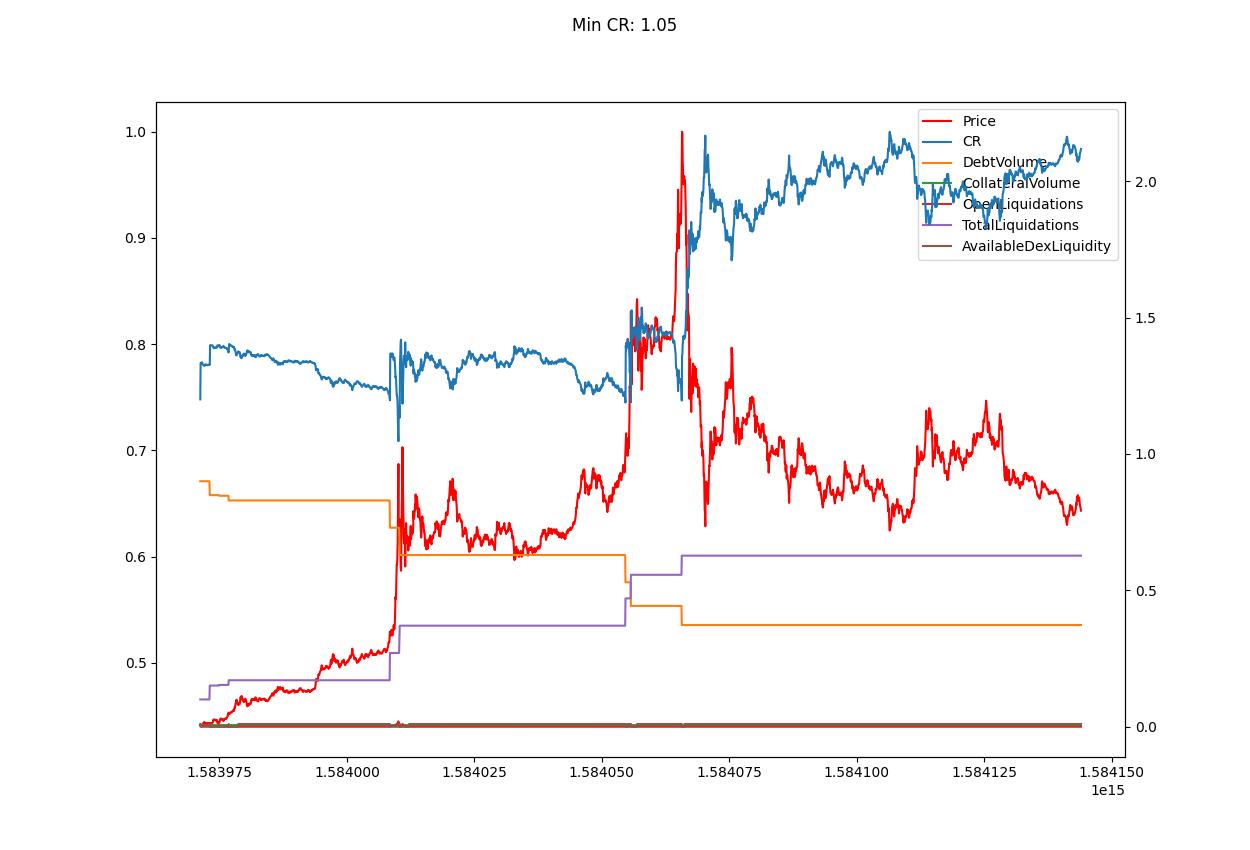 Min CR: 1.05
1.0
0.9
0.8
0.7
0.6
0.5
Price
CR
DebtVolume
CollateralVolume
OpenLiquidations
TotalLiquidations
AvailableDexLiquidity
2.0
1.5
1.0
0.5
0.0
1.583975 1.584000 1.584025 1.584050 1.584075 1.584100 1.584125 1.584150
1e15